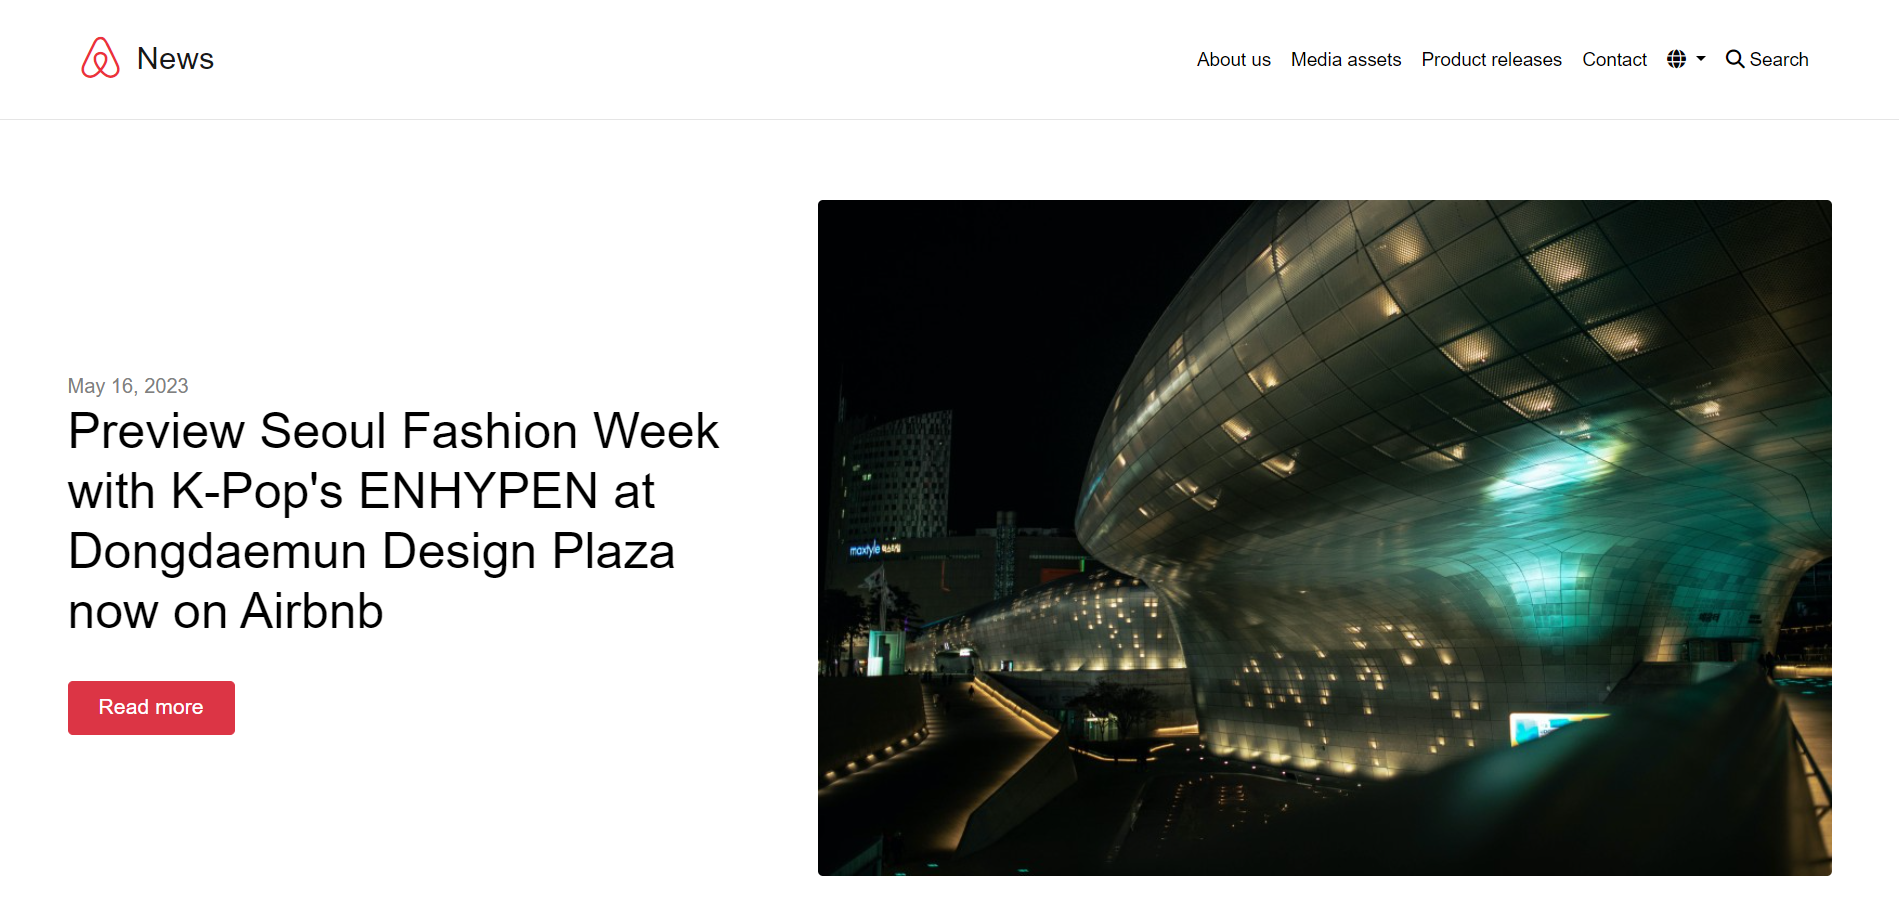 News
About us
Media assets
Product releases
Contact
Search
May 16, 2023
Preview Seoul Fashion Week
with K-Pop's ENHYPEN at
Dongdaemun Design Plaza
now on Airbnb
Read more
maxtyle